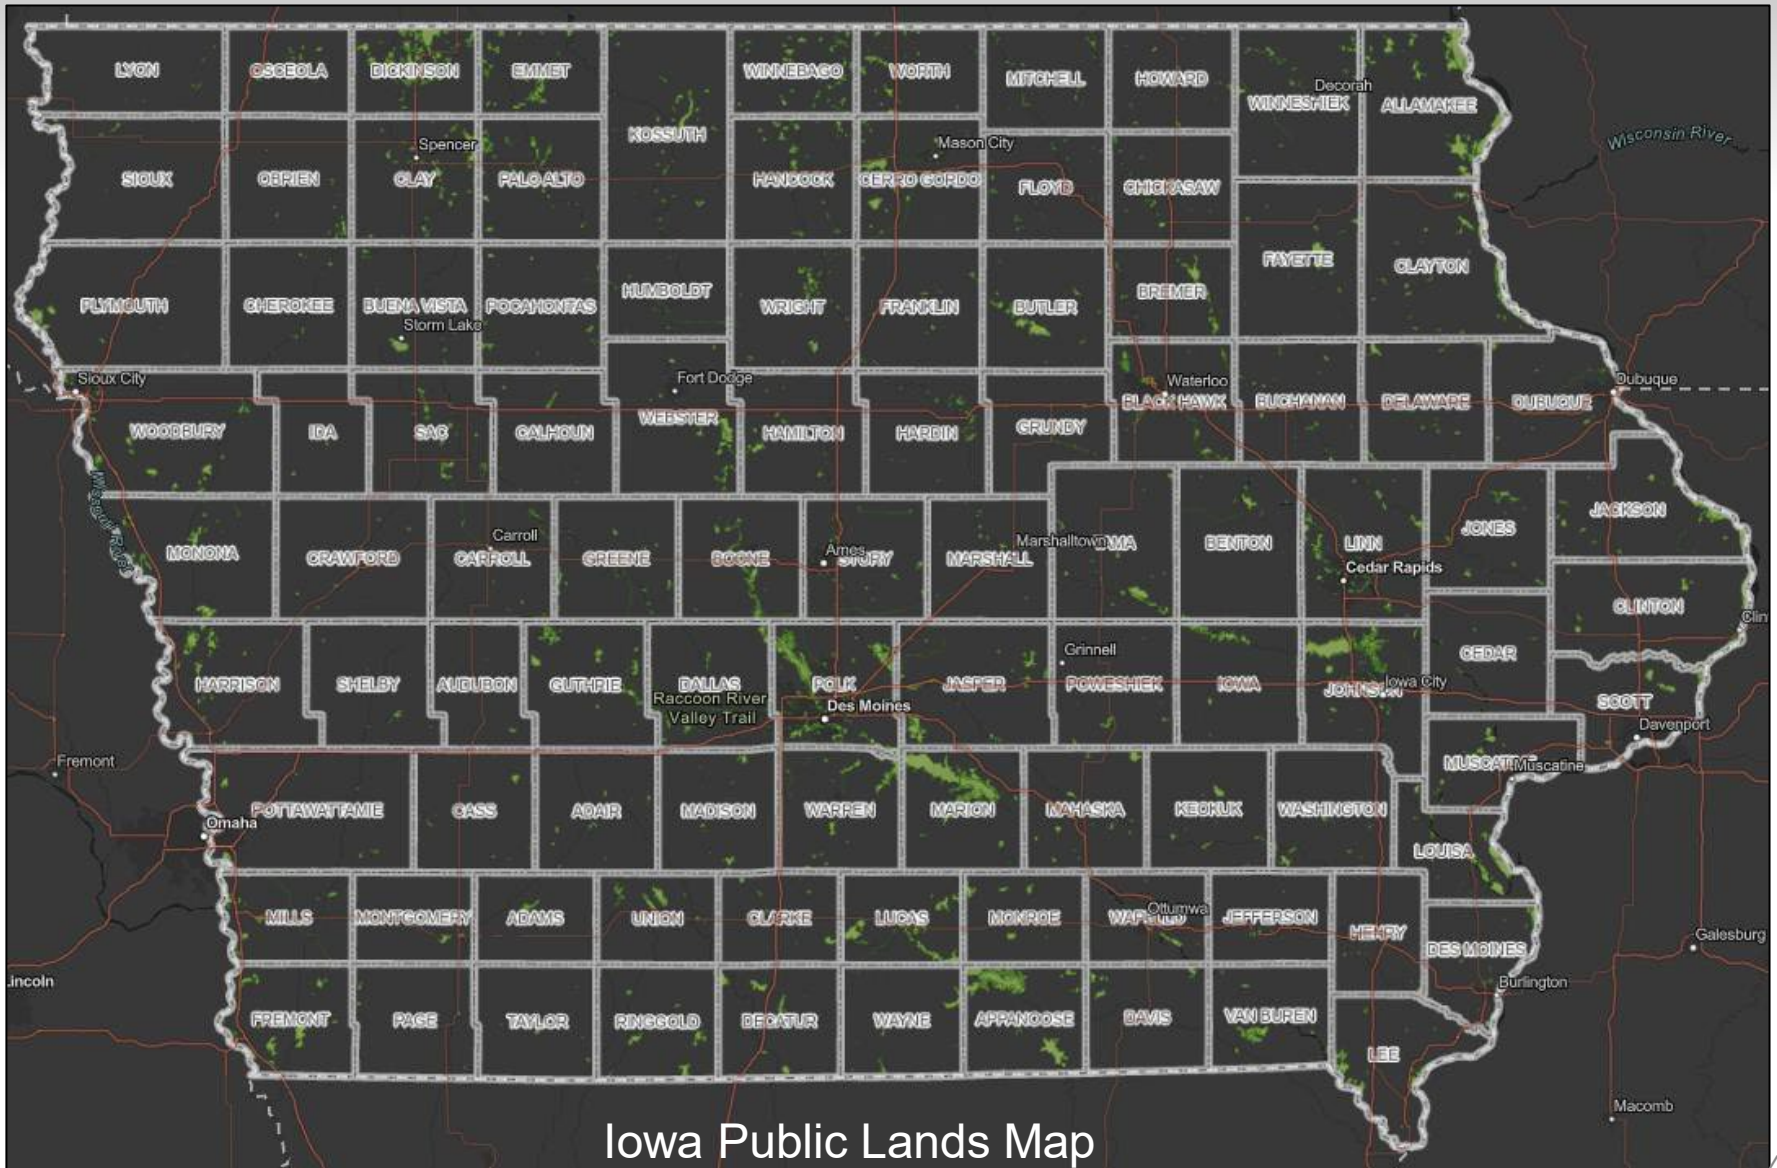 LYON
OSCEOLA
DICKINSON
EMMET
WINNEBAGO
WORTH
MITCHELL
HOWARD
Decorah
WINNESHIEK
ALLAMAKEE
KOSSUTH
Wisconsin River
Spencer
Mason City
SIOUX
OBRIEN
CLAY
PALO ALTO
HANCOCK
CERRO GORDO
FLOYD
CHICKASAW
FAYETTE
CLAYTON
PLYMOUTH
CHEROKEE
BUENA VISTA
POCAHONTAS
HUMBOLDT
WRIGHT
FRANKLIN
BUTLER
BREMER
Storm Lake
Sioux City
Fort Dodge
Waterloo
Dubuque
WOODBURY
IDA
SAC
CALHOUN
WEBSTER
HAMILTON
HARDIN
GRUNDY
BLACK HAWK
BUCHANAN
DELAWARE
DUBUQUE
Missouri River
MONONA
CRAWFORD
Carroll
CARROLL
GREENE
BOONE
Ames
STORY
MARSHALL
Marshalltown
TAMA
BENTON
LINN
Cedar Rapids
JONES
JACKSON
CLINTON
Clin
HARRISON
SHELBY
AUDUBON
GUTHRIE
DALLAS
Raccoon River
Valley Trail
POLK
Des Moines
JASPER
Grinnell
POWESHIEK
IOWA
JOHNSON
Iowa City
CEDAR
SCOTT
Davenport
MUSCATINE
Muscatine
Fremont
POTTAWATTAMIE
Omaha
CASS
ADAIR
MADISON
WARREN
MARION
MAHASKA
KEOKUK
WASHINGTON
LOUISA
MILLS
MONTGOMERY
ADAMS
UNION
CLARKE
LUCAS
MONROE
WAPELLO
Ottumwa
JEFFERSON
HENRY
DES MOINES
Galesburg
Burlington
Lincoln
FREMONT
PAGE
TAYLOR
RINGGOLD
DECATUR
WAYNE
APPANOOSE
DAVIS
VAN BUREN
LEE
Macomb
Iowa Public Lands Map